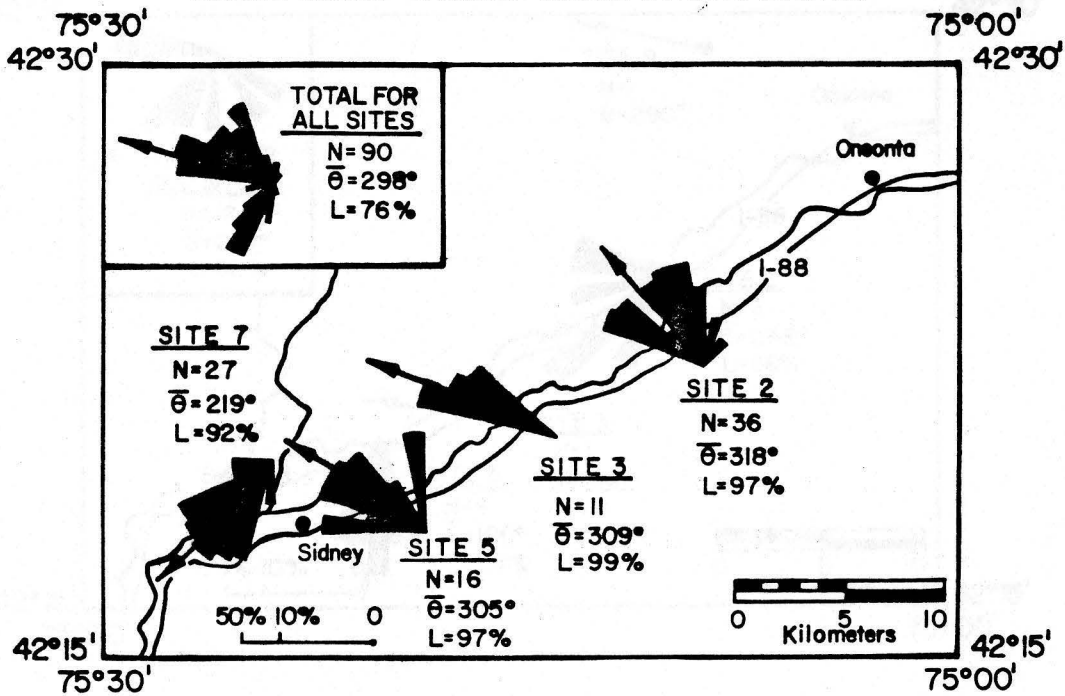 75°30'
75°00'
42°30'
42°30'
TOTAL FOR
ALL SITES
N=90
θ̅=298°
L=76%
Oneonta
I-88
SITE 7
N=27
θ̅=219°
L=92%
SITE 2
N=36
θ̅=318°
L=97%
SITE 3
N=11
θ̅=309°
L=99%
Sidney
SITE 5
N=16
θ̅=305°
L=97%
50% 10% 0
0 5 10
Kilometers
42°15'
42°15'
75°30'
75°00'